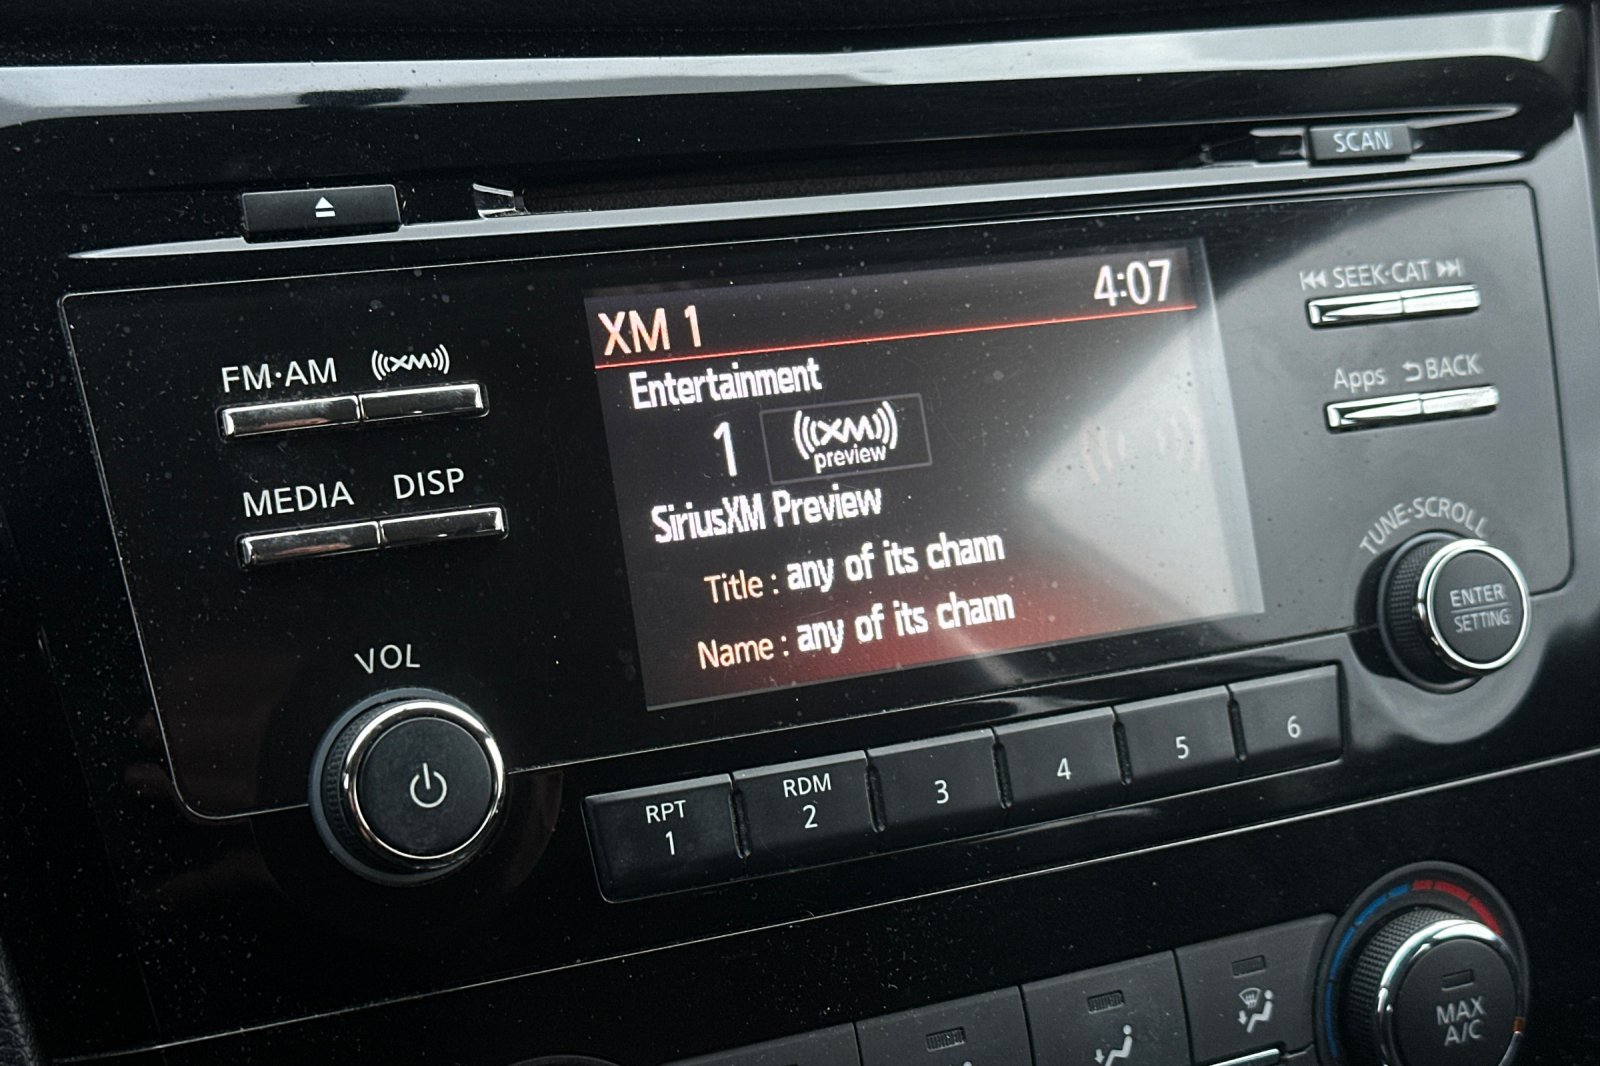 SCAN
SEEK·CAT
Apps BACK
FM·AM XM
MEDIA DISP
VOL
XM 1 4:07
Entertainment
1 XM
preview
SiriusXM Preview
Title : any of its chann
Name : any of its chann
TUNE·SCROLL
ENTER
SETTING
RPT
1
RDM
2
3
4
5
6
MAX
A/C